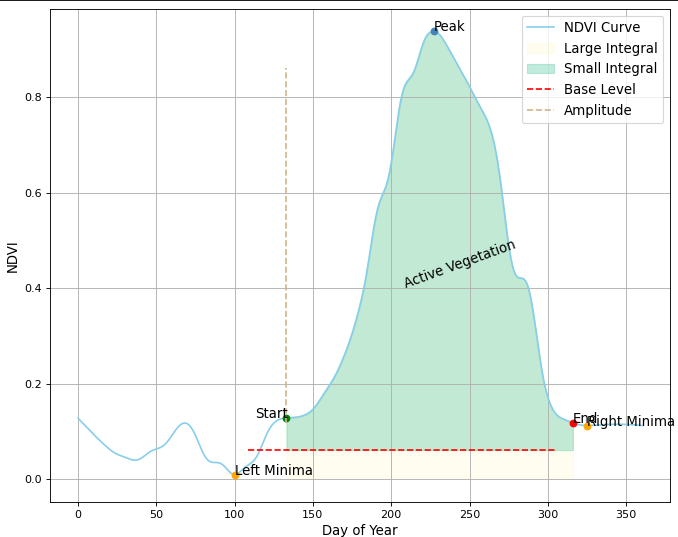 Peak
NDVI Curve
Large Integral
Small Integral
Base Level
Amplitude
0.8
0.6
NDVI
Active Vegetation
0.4
0.2
Start
End
Right Minima
Left Minima
0.0
0 50 100 150 200 250 300 350
Day of Year